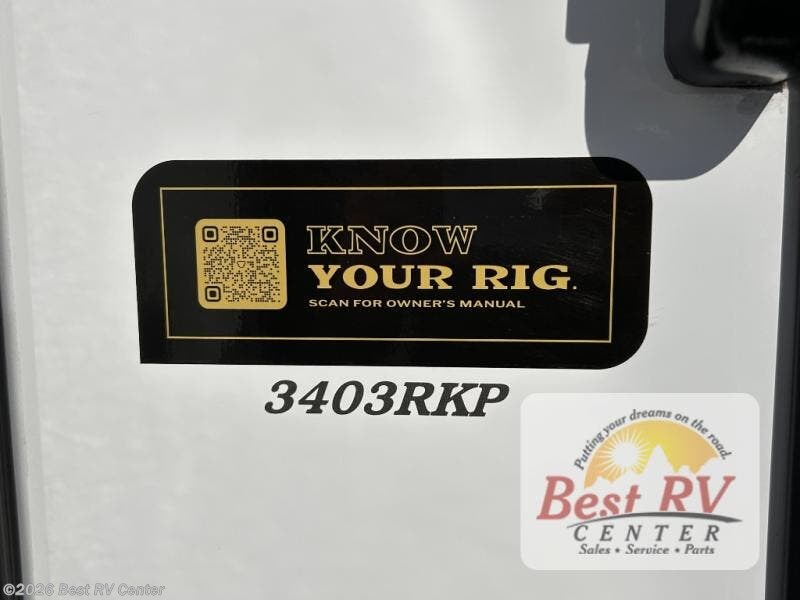 KNOW
YOUR RIG.
SCAN FOR OWNER'S MANUAL
3403RKP
Putting your dreams on the road.
Best RV
CENTER
Sales • Service • Parts
©2026 Best RV Center